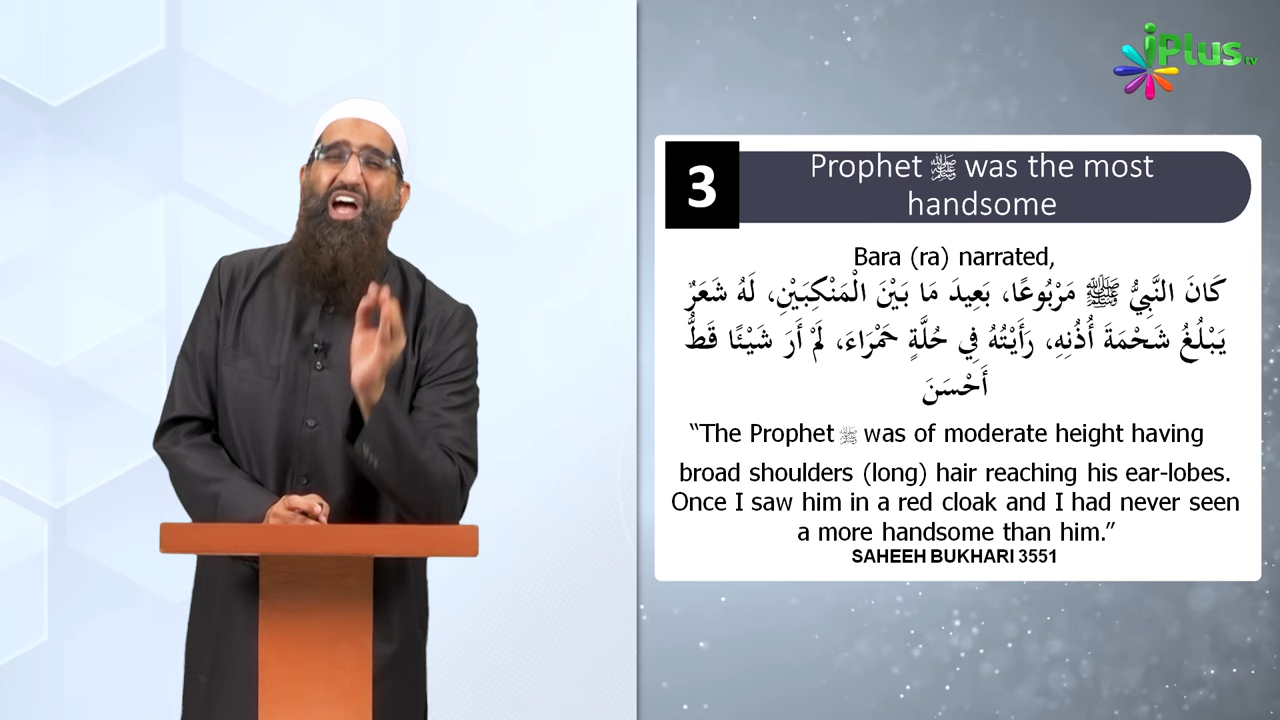 iPlus tv
3
Prophet ﷺ was the most
handsome
Bara (ra) narrated,
كَانَ النَّبِيُّ ﷺ مَرْبُوعًا، بَعِيدَ مَا بَيْنَ الْمَنْكِبَيْنِ، لَهُ شَعَرٌ
يَبْلُغُ شَحْمَةَ أُذُنِهِ، رَأَيْتُهُ فِي حُلَّةٍ حَمْرَاءَ، لَمْ أَرَ شَيْئًا قَطُّ
أَحْسَنَ
“The Prophet ﷺ was of moderate height having
broad shoulders (long) hair reaching his ear-lobes.
Once I saw him in a red cloak and I had never seen
a more handsome than him.”
SAHEEH BUKHARI 3551